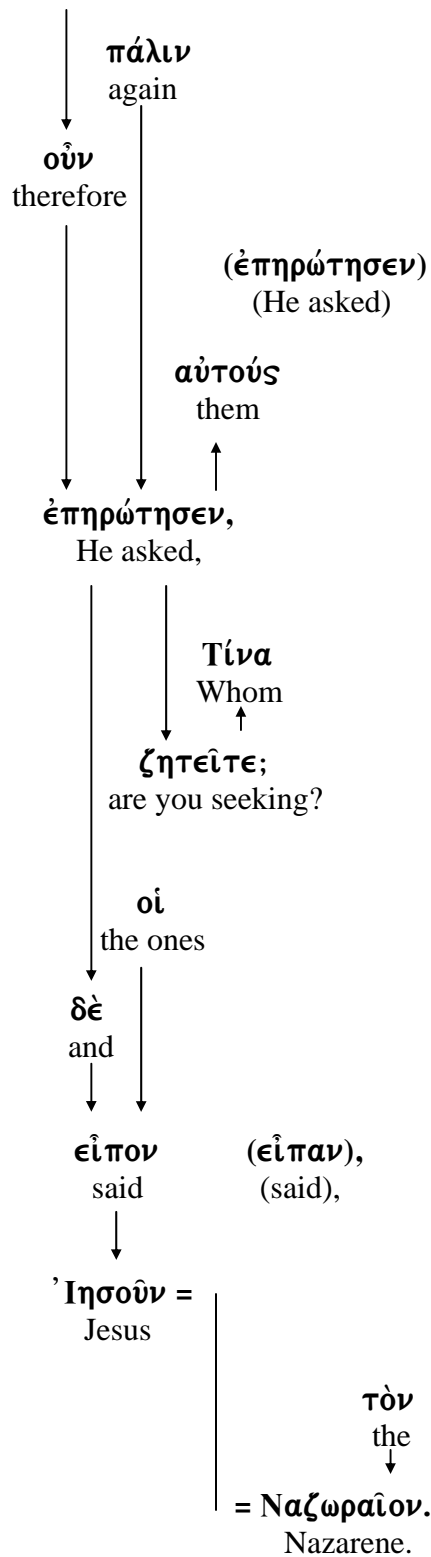 πάλιν
again
οὖν
therefore
(ἐπηρώτησεν)
(He asked)
αὐτούς
them
ἐπηρώτησεν,
He asked,
Τίνα
Whom
ζητεῖτε;
are you seeking?
οἱ
the ones
δὲ
and
εἶπον (εἶπαν),
said (said),
Ἰησοῦν =
Jesus
τὸν
the
= Ναζωραῖον.
Nazarene.